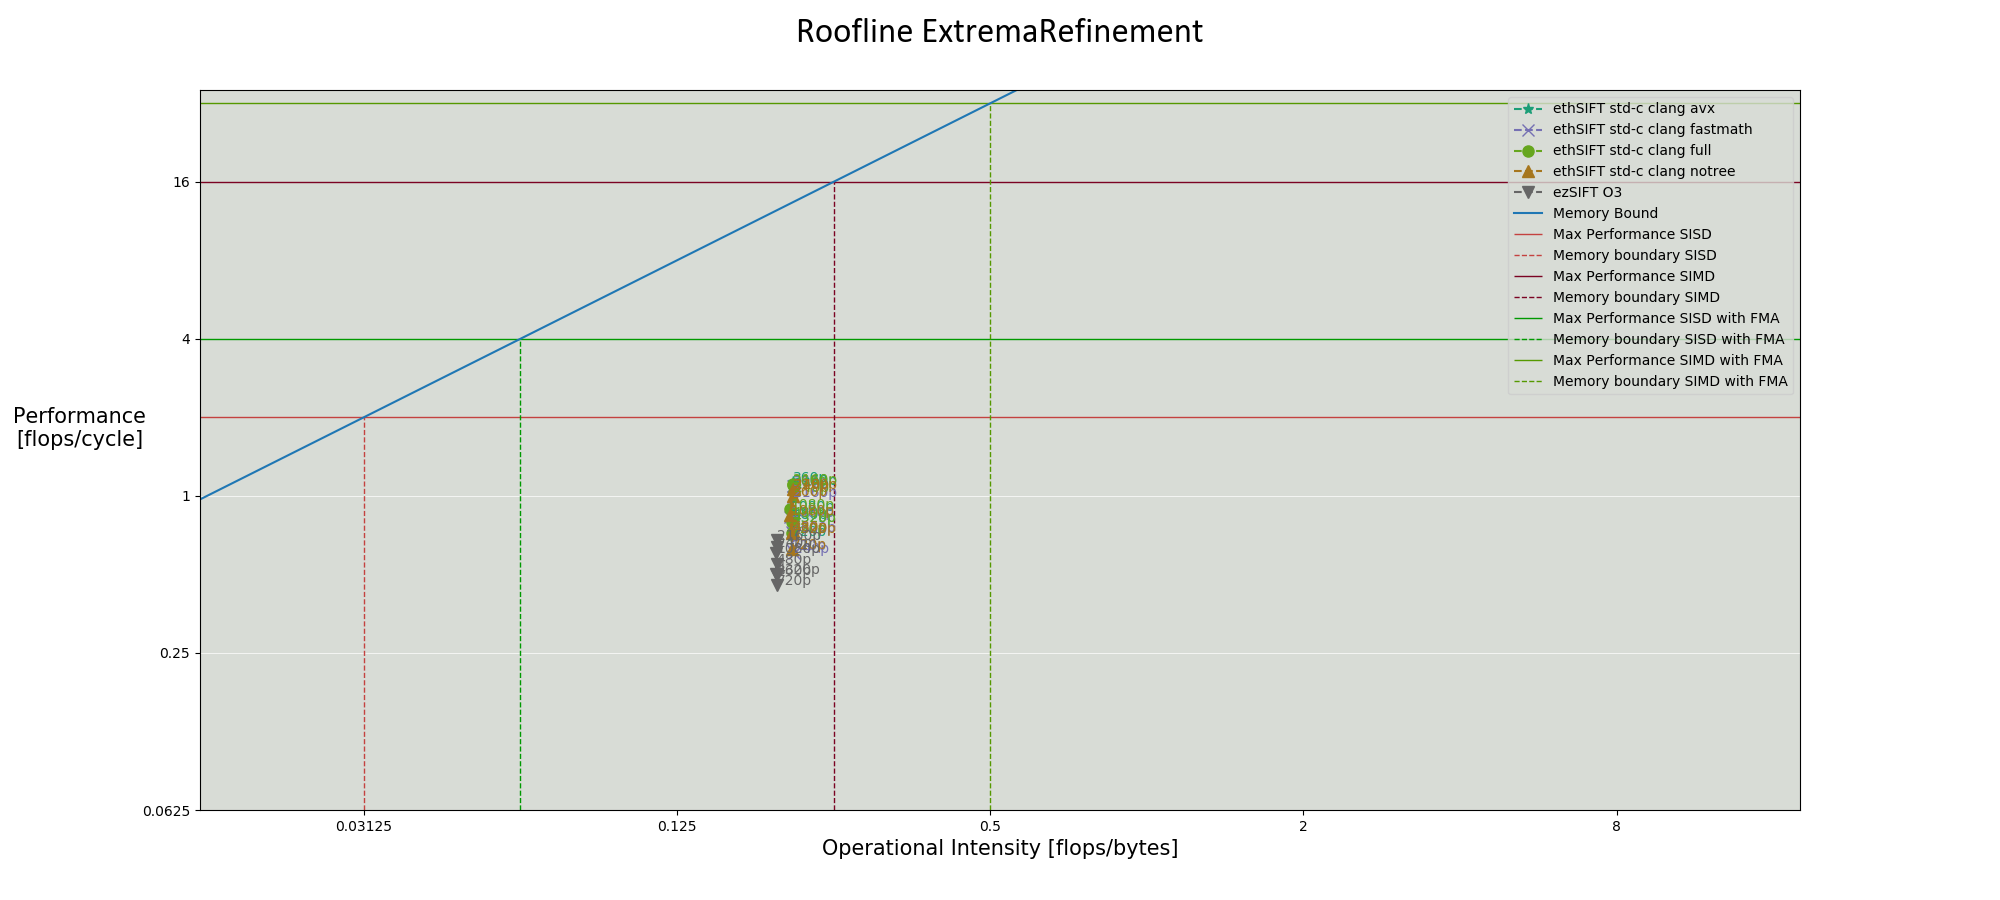 Roofline ExtremaRefinement
ethSIFT std-c clang avx
ethSIFT std-c clang fastmath
ethSIFT std-c clang full
ethSIFT std-c clang notree
ezSIFT O3
Memory Bound
Max Performance SISD
Memory boundary SISD
Max Performance SIMD
Memory boundary SIMD
Max Performance SISD with FMA
Memory boundary SISD with FMA
Max Performance SIMD with FMA
Memory boundary SIMD with FMA
16
4
Performance
[flops/cycle]
1
480p
720p
0.25
0.0625
0.03125
0.125
0.5
2
8
Operational Intensity [flops/bytes]